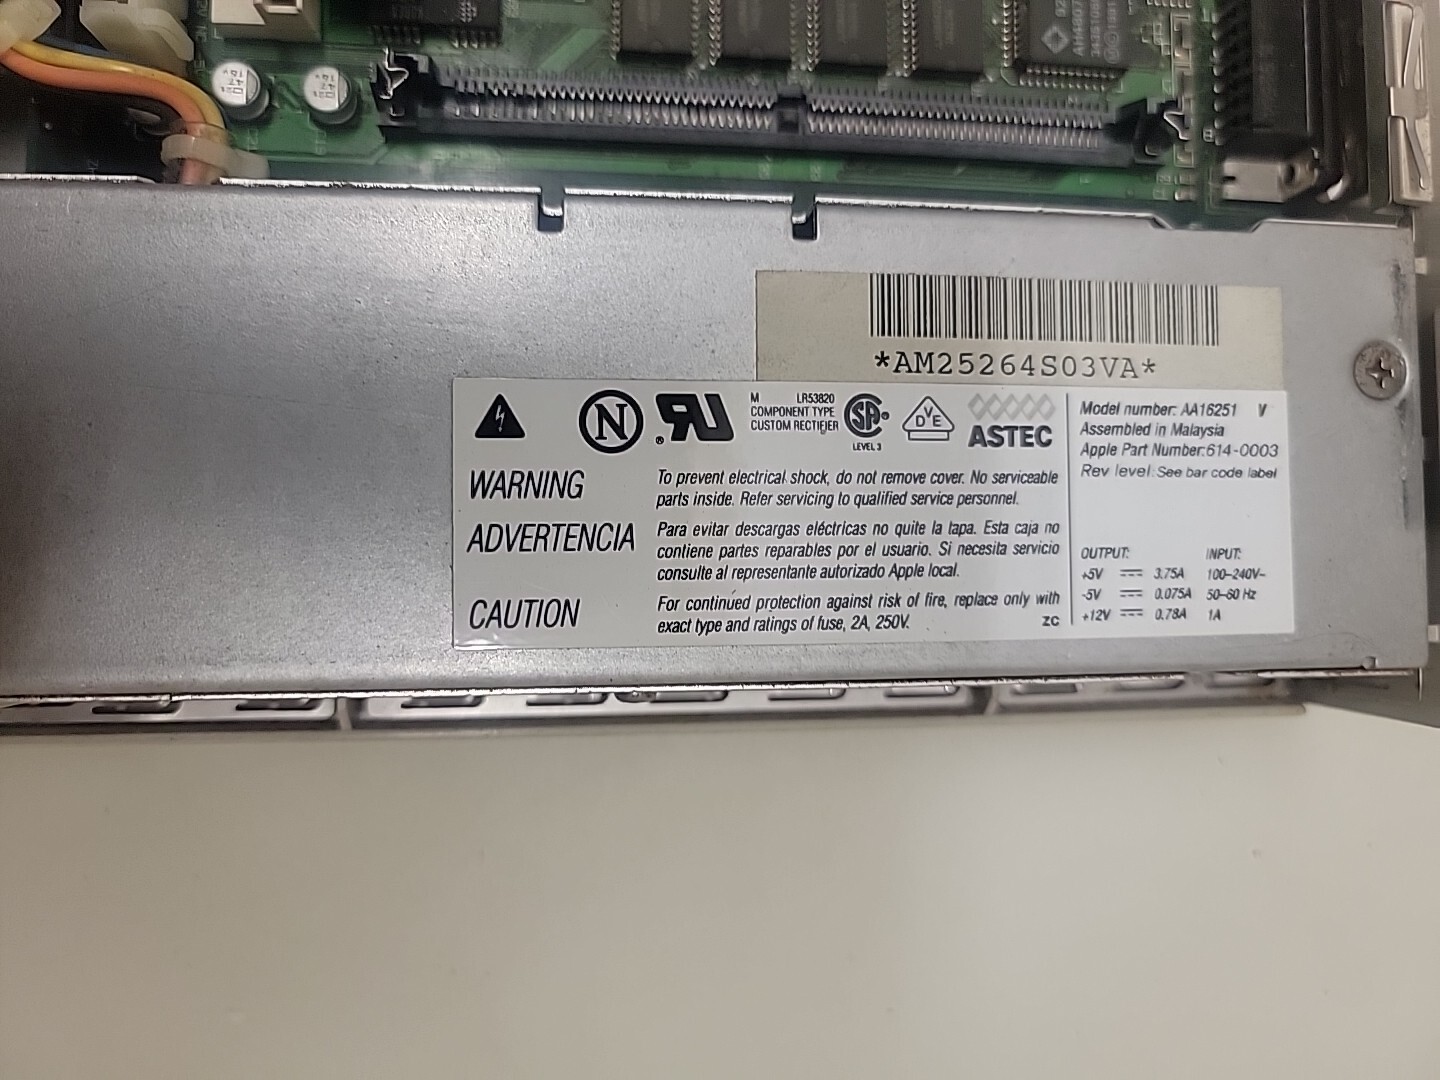 *AM25264S03VA*
M LR53820
COMPONENT TYPE
CUSTOM RECTIFIER
LEVEL 3
VDE
ASTEC
WARNING
To prevent electrical shock, do not remove cover. No serviceable
parts inside. Refer servicing to qualified service personnel.
ADVERTENCIA
Para evitar descargas eléctricas no quite la tapa. Esta caja no
contiene partes reparables por el usuario. Si necesita servicio
consulte al representante autorizado Apple local.
CAUTION
For continued protection against risk of fire, replace only with
exact type and ratings of fuse, 2A, 250V.
ZC
Model number: AA16251 V
Assembled in Malaysia
Apple Part Number:614-0003
Rev level: See bar code label
OUTPUT: INPUT:
+5V 3.75A 100-240V~
-5V 0.075A 50-60 Hz
+12V 0.78A 1A